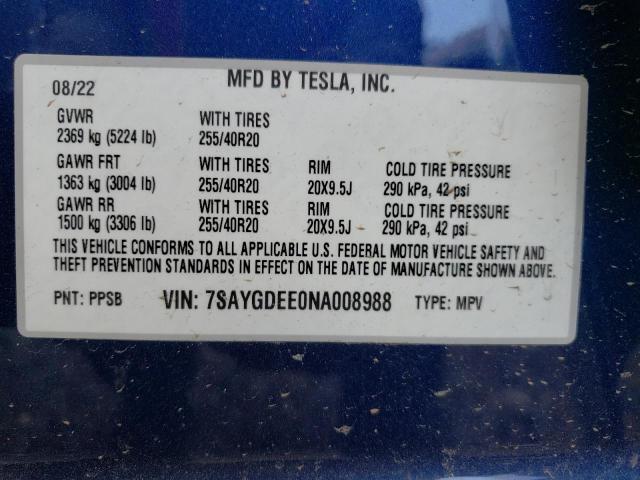 08/22 MFD BY TESLA, INC.
GVWR WITH TIRES
2369 kg (5224 lb) 255/40R20
GAWR FRT WITH TIRES RIM COLD TIRE PRESSURE
1363 kg (3004 lb) 255/40R20 20X9.5J 290 kPa, 42 psi
GAWR RR WITH TIRES RIM COLD TIRE PRESSURE
1500 kg (3306 lb) 255/40R20 20X9.5J 290 kPa, 42 psi
THIS VEHICLE CONFORMS TO ALL APPLICABLE U.S. FEDERAL MOTOR VEHICLE SAFETY AND
THEFT PREVENTION STANDARDS IN EFFECT ON THE DATE OF MANUFACTURE SHOWN ABOVE.
PNT: PPSB VIN: 7SAYGDEE0NA008988 TYPE: MPV